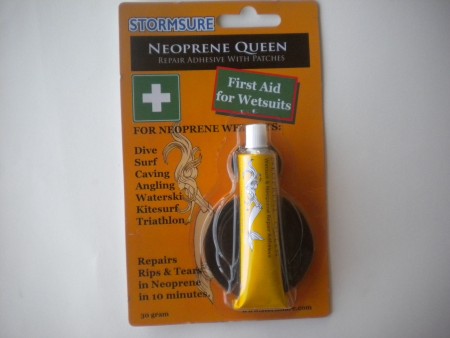 STORMSURE
NEOPRENE QUEEN
REPAIR ADHESIVE WITH PATCHES
First Aid
for Wetsuits
FOR NEOPRENE
Dive
Surf
Caving
Angling
Waterski
Kitesurf
Triathlon
Repairs
Rips & Tears
in Neoprene
in 10 minutes
30 gram